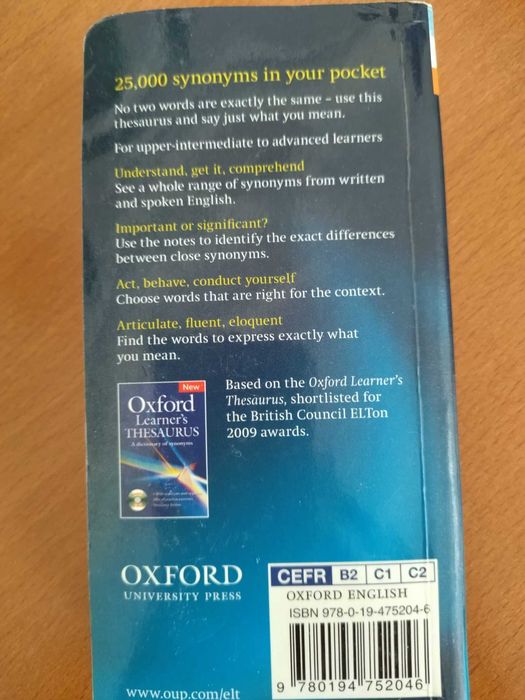 25,000 synonyms in your pocket
No two words are exactly the same – use this
thesaurus and say just what you mean.
For upper-intermediate to advanced learners
Understand, get it, comprehend
See a whole range of synonyms from written
and spoken English.
Important or significant?
Use the notes to identify the exact differences
between close synonyms.
Act, behave, conduct yourself
Choose words that are right for the context.
Articulate, fluent, eloquent
Find the words to express exactly what
you mean.
New
Oxford
Learner's
THESAURUS
A dictionary of synonyms
Based on the Oxford Learner's
Thesaurus, shortlisted for
the British Council ELTon
2009 awards.
OXFORD
UNIVERSITY PRESS
www.oup.com/elt
CEFR B2 C1 C2
OXFORD ENGLISH
ISBN 978-0-19-475204-6
9 780194 752046